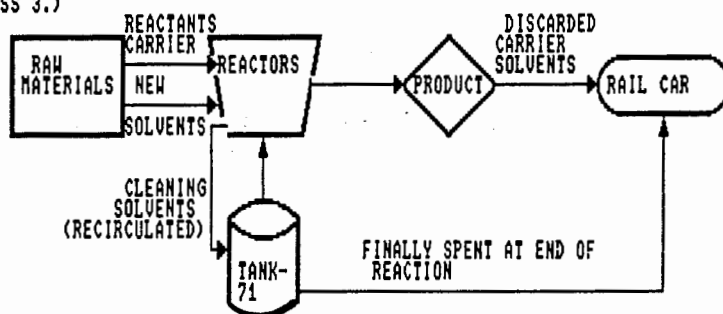 SS 3.)
REACTANTS
CARRIER
RAW
MATERIALS
NEW
SOLVENTS
REACTORS
PRODUCT
DISCARDED
CARRIER
SOLVENTS
RAIL CAR
CLEANING
SOLVENTS
(RECIRCULATED)
TANK-
71
FINALLY SPENT AT END OF
REACTION